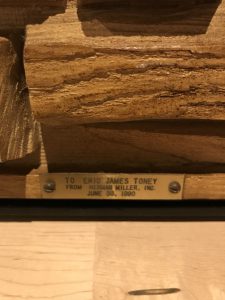 TO ERIC JAMES TONEY
FROM HERMAN MILLER, INC.
JUNE 30, 1990